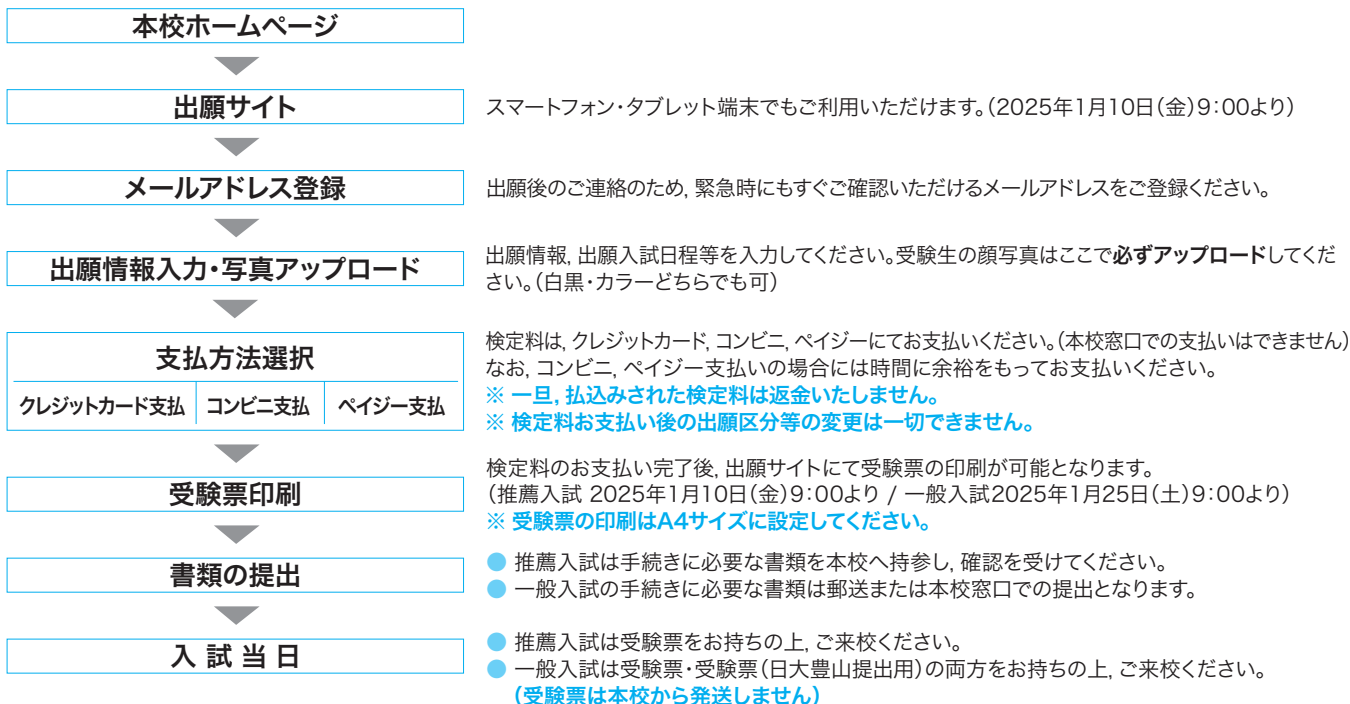 本校ホームページ
出願サイト
スマートフォン・タブレット端末でもご利用いただけます。(2025年1月10日(金)9:00より)
メールアドレス登録
出願後のご連絡のため, 緊急時にもすぐご確認いただけるメールアドレスをご登録ください。
出願情報入力・写真アップロード
出願情報, 出願入試日程等を入力してください。受験生の顔写真はここで必ずアップロードしてくだ
さい。(白黒・カラーどちらでも可)
支払方法選択
クレジットカード支払 コンビニ支払 ペイジー支払
検定料は, クレジットカード, コンビニ, ペイジーにてお支払いください。(本校窓口での支払いはできません)
なお, コンビニ, ペイジー支払いの場合には時間に余裕をもってお支払いください。
※ 一旦, 払込みされた検定料は返金いたしません。
※ 検定料お支払い後の出願区分等の変更は一切できません。
受験票印刷
検定料のお支払い完了後, 出願サイトにて受験票の印刷が可能となります。
(推薦入試 2025年1月10日(金)9:00より / 一般入試2025年1月25日(土)9:00より)
※ 受験票の印刷はA4サイズに設定してください。
書類の提出
● 推薦入試は手続きに必要な書類を本校へ持参し, 確認を受けてください。
● 一般入試の手続きに必要な書類は郵送または本校窓口での提出となります。
入試当日
● 推薦入試は受験票をお持ちの上, ご来校ください。
● 一般入試は受験票・受験票(日大豊山提出用)の両方をお持ちの上, ご来校ください。
(受験票は本校から発送しません)